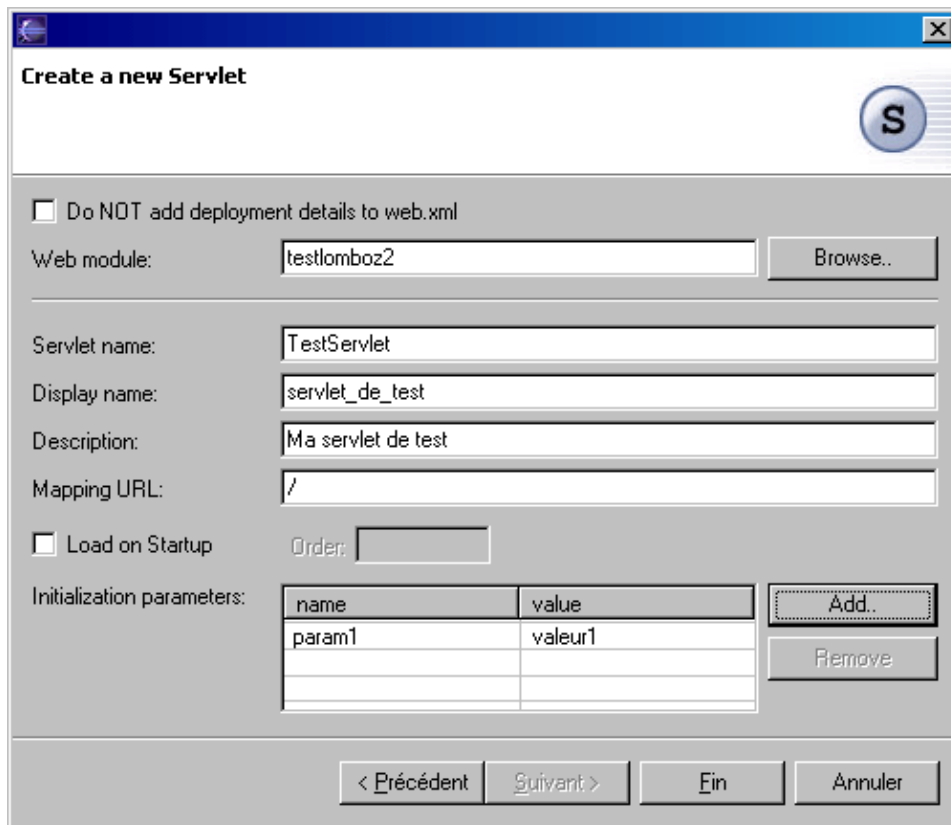 Create a new Servlet
S
Do NOT add deployment details to web.xml
Web module: testlomboz2 Browse..
Servlet name: TestServlet
Display name: servlet_de_test
Description: Ma servlet de test
Mapping URL: /
Load on Startup Order:
Initialization parameters: name value Add..
param1 valeur1
Remove
< Précédent Suivant > Fin Annuler